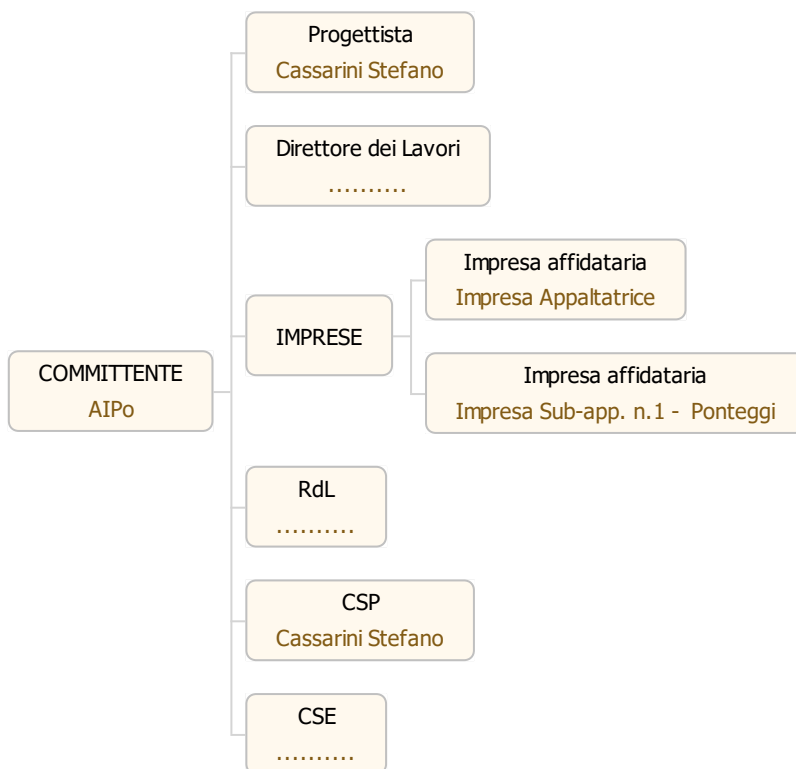 Progettista
Cassarini Stefano
Direttore dei Lavori
..........
Impresa affidataria
Impresa Appaltatrice
IMPRESE
COMMITTENTE
AIPo
Impresa affidataria
Impresa Sub-app. n.1 -  Ponteggi
RdL
..........
CSP
Cassarini Stefano
CSE
..........